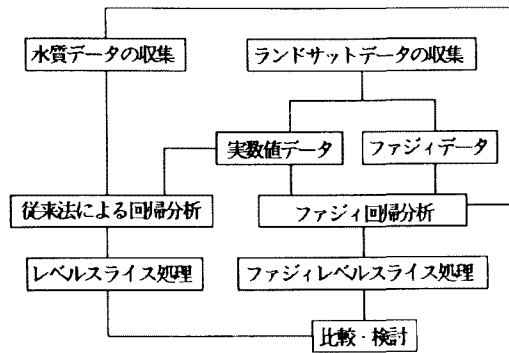 水質データの収集
ランドサットデータの収集
実数値データ
ファジィデータ
従来法による回帰分析
ファジィ回帰分析
レベルスライス処理
ファジィレベルスライス処理
比較・検討